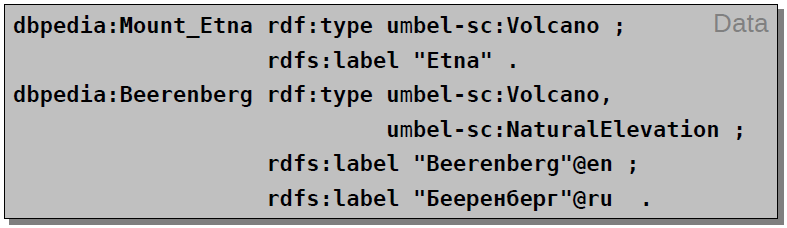 dbpedia:Mount_Etna rdf:type umbel-sc:Volcano ; Data
rdfs:label "Etna" .
dbpedia:Beerenberg rdf:type umbel-sc:Volcano,
umbel-sc:NaturalElevation ;
rdfs:label "Beerenberg"@en ;
rdfs:label "Бееренберг"@ru .